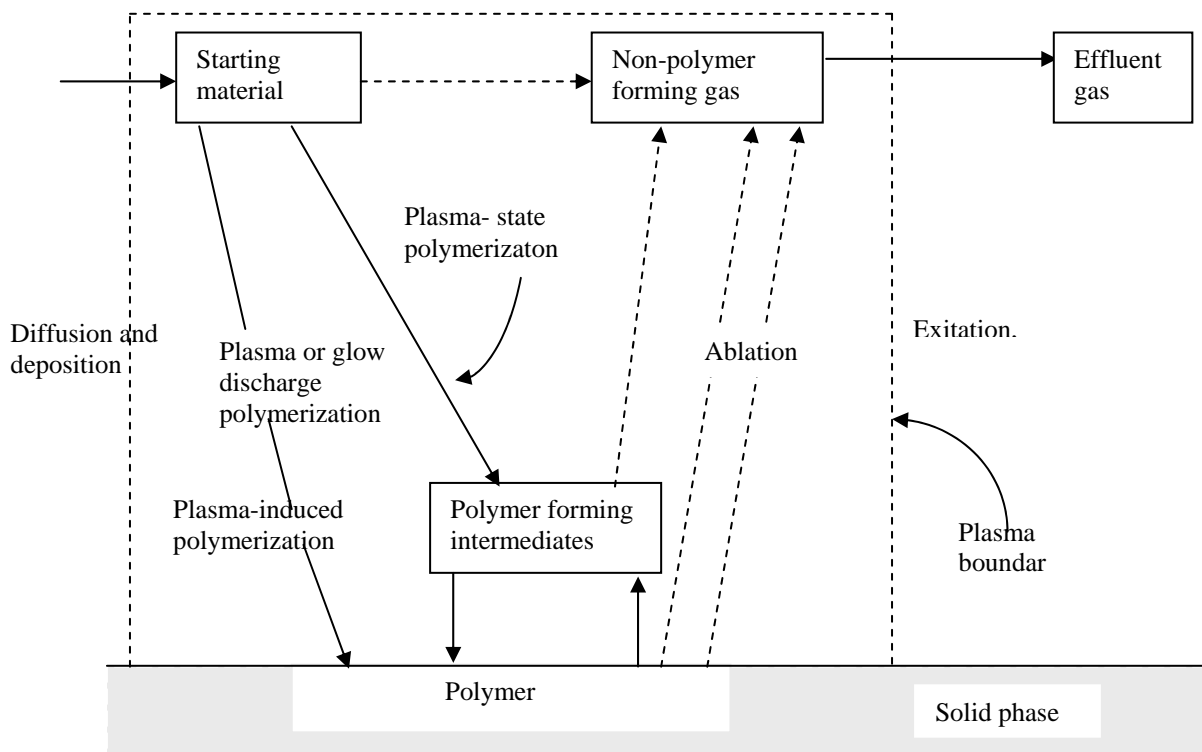 Starting
material
Non-polymer
forming gas
Effluent
gas
Plasma- state
polymerizaton
Diffusion and
deposition
Plasma or glow
discharge
polymerization
Ablation
Exitation.
Plasma-induced
polymerization
Polymer forming
intermediates
Plasma
boundar
Polymer
Solid phase